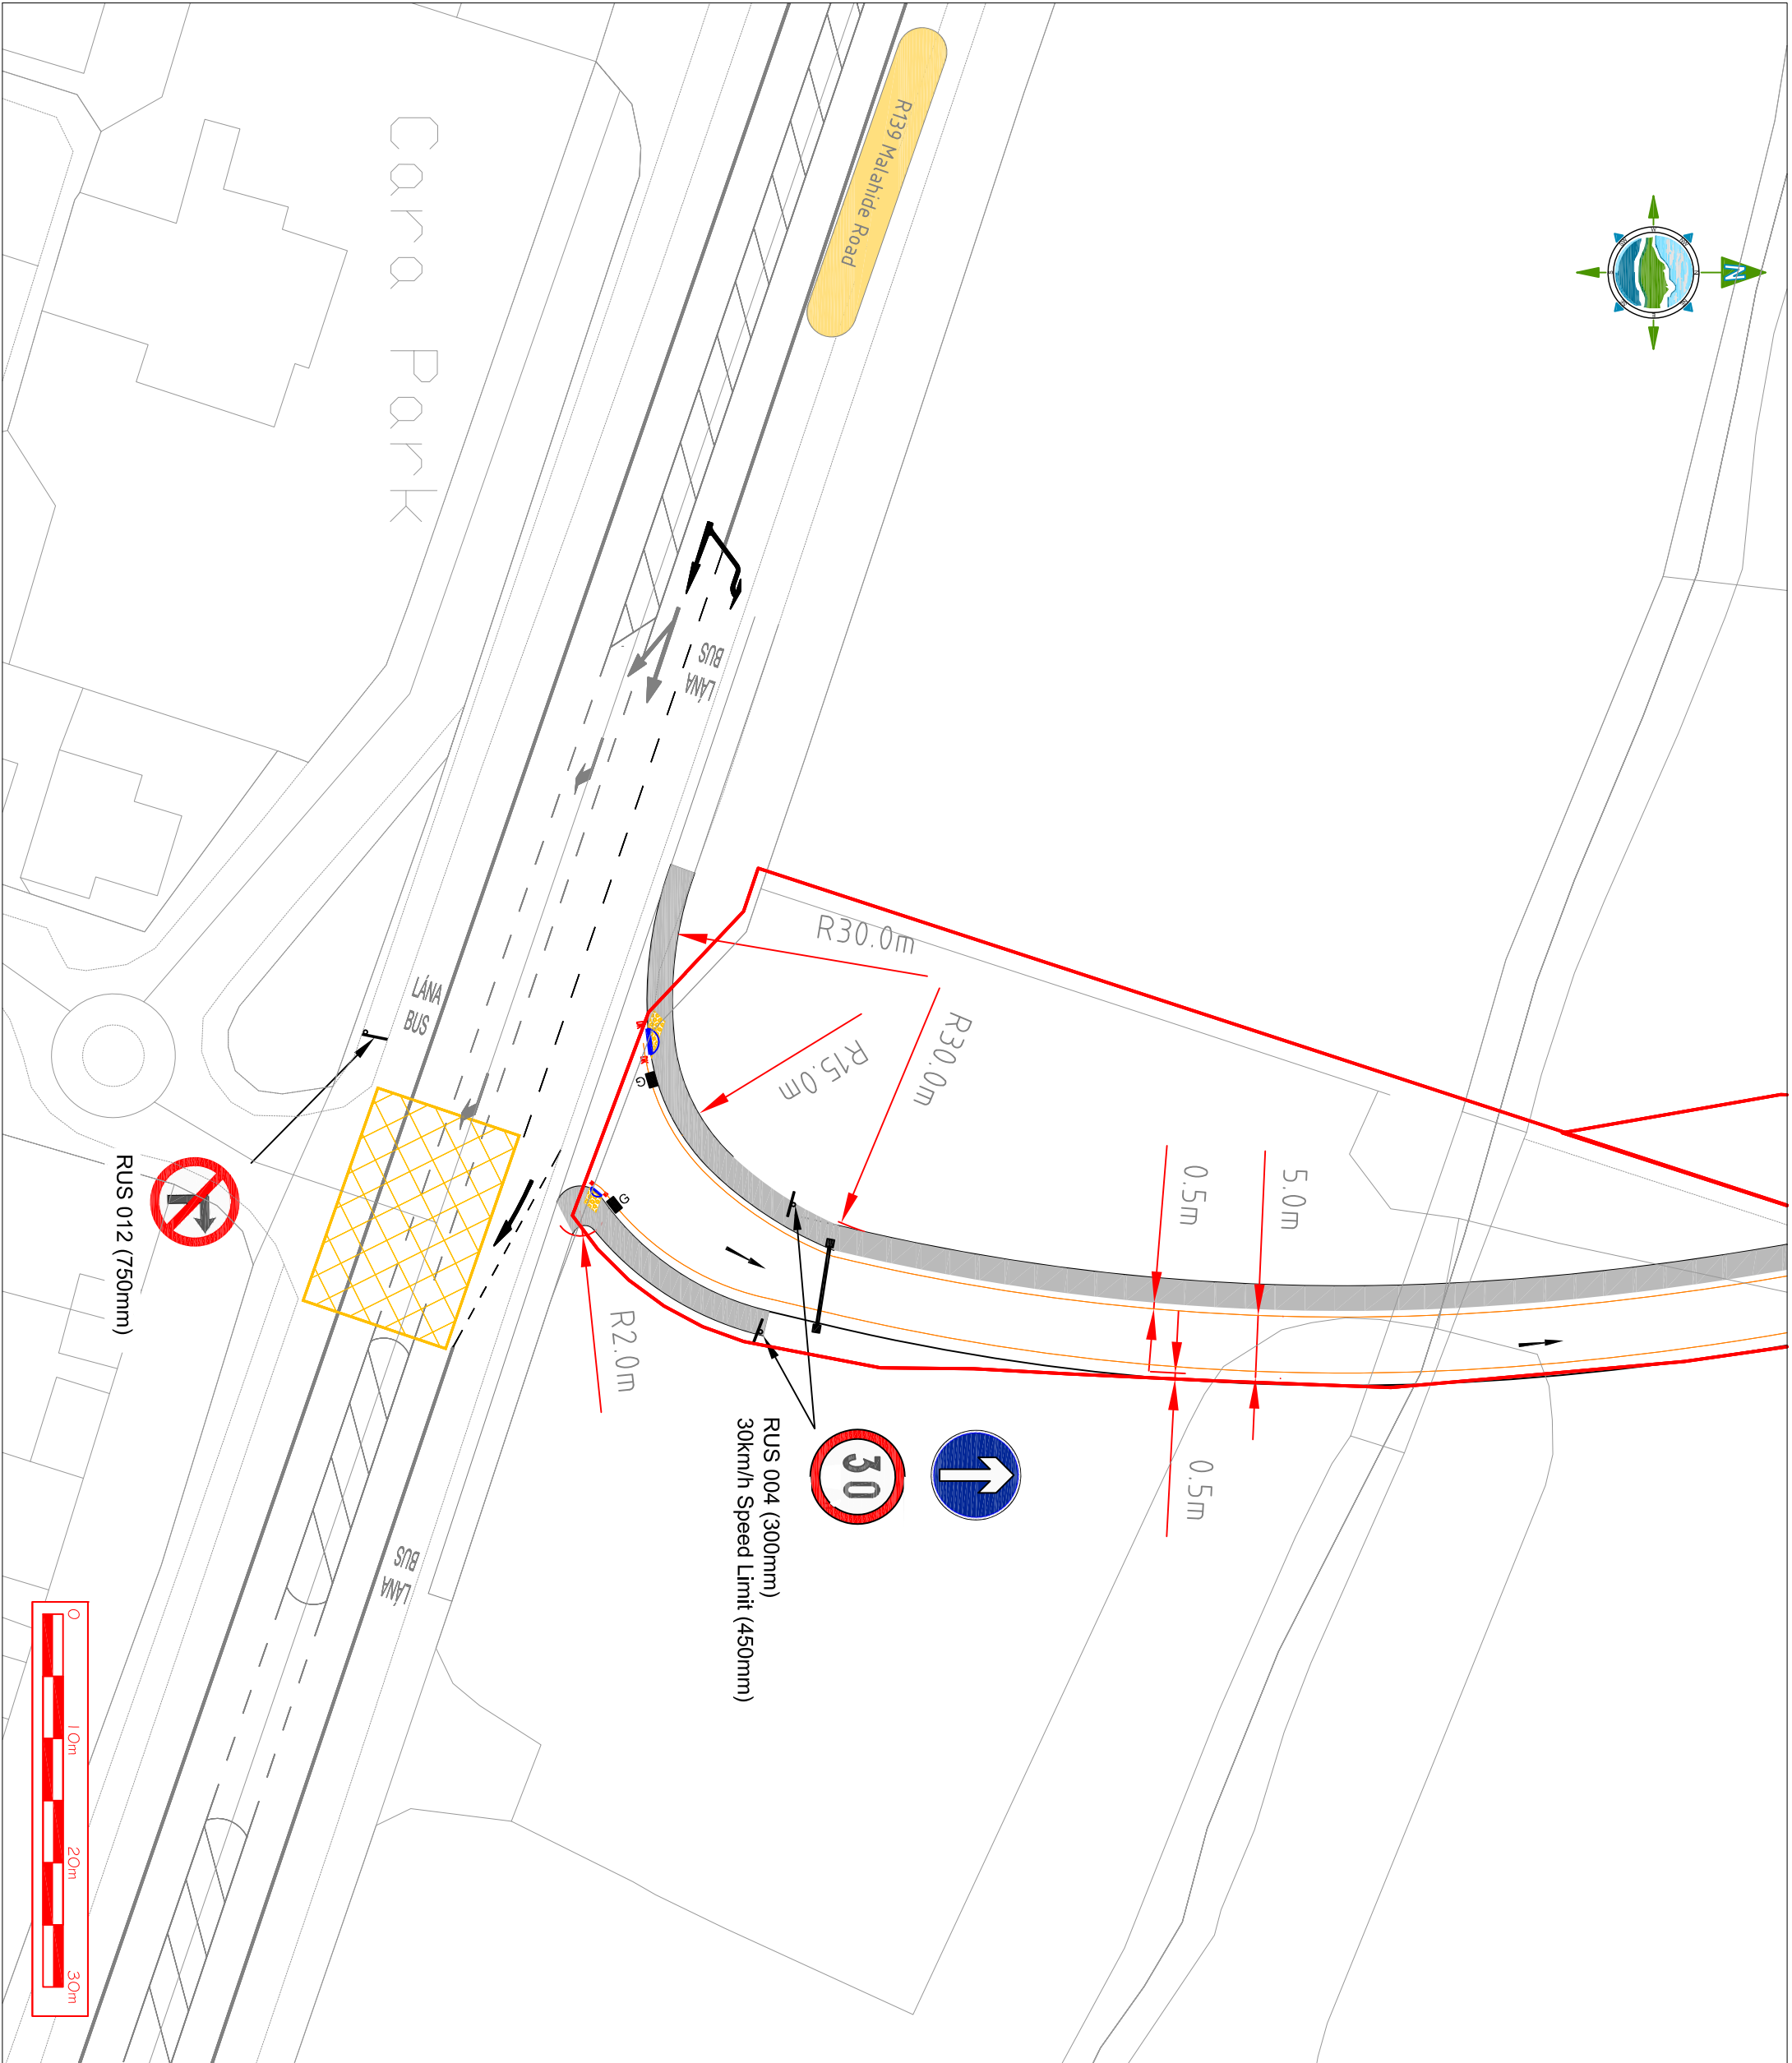 Cara Park
R139 Malahide Road
N
BUS
LÁNA
LÁNA
BUS
BUS
LÁNA
R30.0m
R15.0m
R30.0m
R2.0m
0.5m
5.0m
0.5m
G
G
RUS 012 (750mm)
30
RUS 004 (300mm)
30km/h Speed Limit (450mm)
0
10m
20m
30m